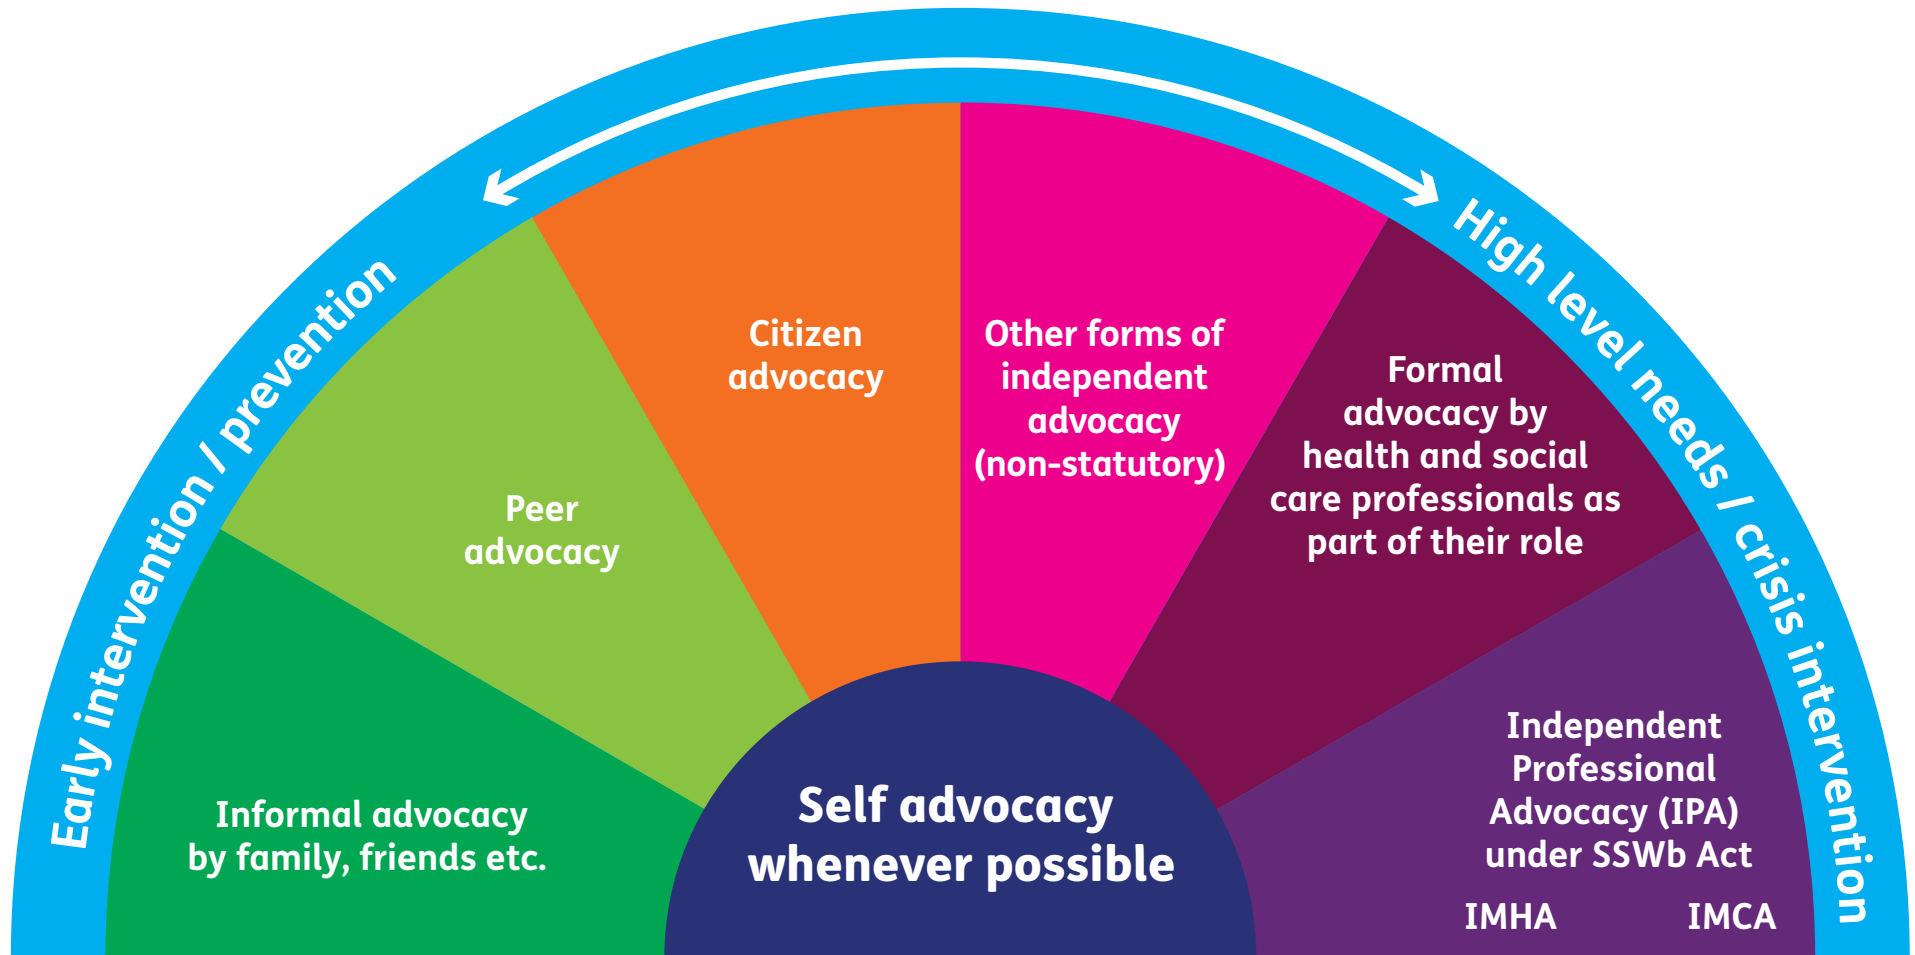 Early intervention / prevention
High level needs / crisis intervention
Informal advocacy
by family, friends etc.
Peer
advocacy
Citizen
advocacy
Other forms of
independent
advocacy
(non-statutory)
Formal
advocacy by
health and social
care professionals as
part of their role
Independent
Professional
Advocacy (IPA)
under SSWb Act
IMHA IMCA
Self advocacy
whenever possible